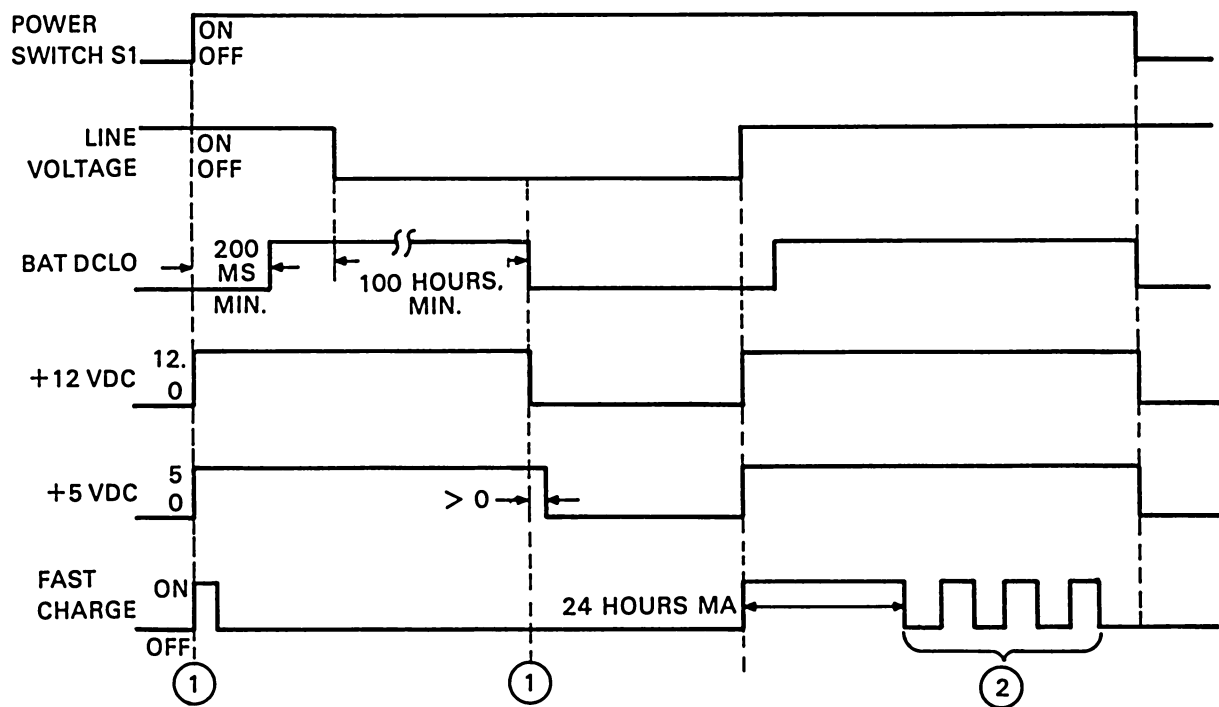 POWER
SWITCH S1
ON
OFF
LINE
VOLTAGE
ON
OFF
BAT DCLO
200
MS
MIN.
100 HOURS,
MIN.
+12 VDC
12.
0
+5 VDC
5
0
> 0
FAST
CHARGE
ON
OFF
24 HOURS MA
1
1
2